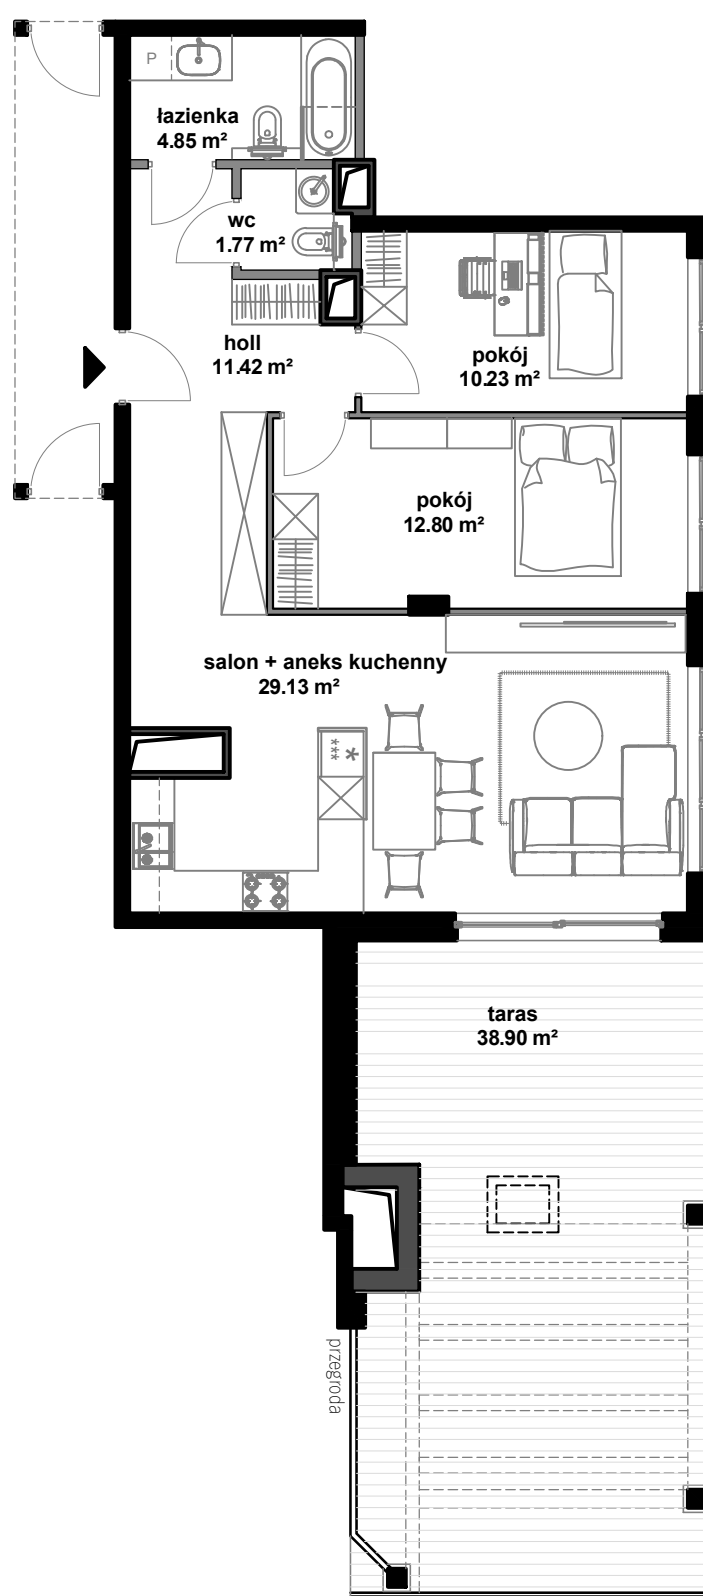 P
łazienka
4.85 m²
wc
1.77 m²
holl
11.42 m²
pokój
10.23 m²
pokój
12.80 m²
salon + aneks kuchenny
29.13 m²
taras
38.90 m²
przegroda